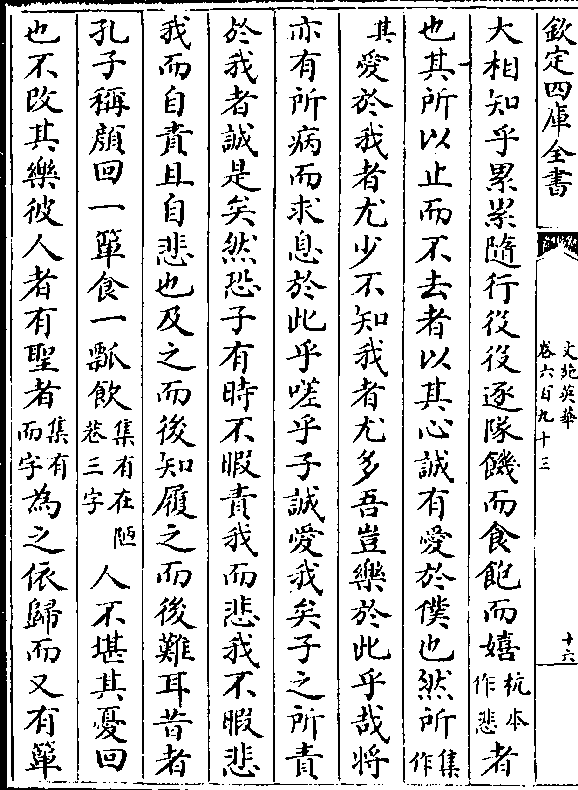 欽定四庫全書
文苑英華
卷六百九十三
十六
大相知乎累累隨行役役逐隊饑而食飽而嬉杭本作悲者
也其所以止而不去者以其心誠有愛於僕也然所集作
其愛於我者尤少不知我者尤多吾豈樂於此乎哉將
亦有所病而求息於此乎嗟乎子誠愛我矣子之所責
於我者誠是矣然恐子有時不暇責我而悲我不暇悲
我而自責且自悲也及之而後知履之而後難耳昔者
孔子稱顔回一簞食一瓢飲集有在陋巷三字人不堪其憂回
也不改其樂彼人者有聖者集有而字為之依歸而又有簞